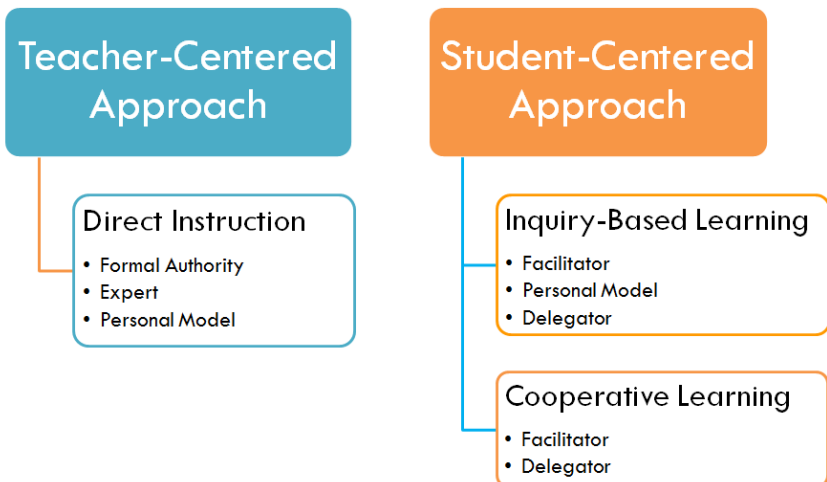 Teacher-Centered
Approach
Direct Instruction
• Formal Authority
• Expert
• Personal Model
Student-Centered
Approach
Inquiry-Based Learning
• Facilitator
• Personal Model
• Delegator
Cooperative Learning
• Facilitator
• Delegator